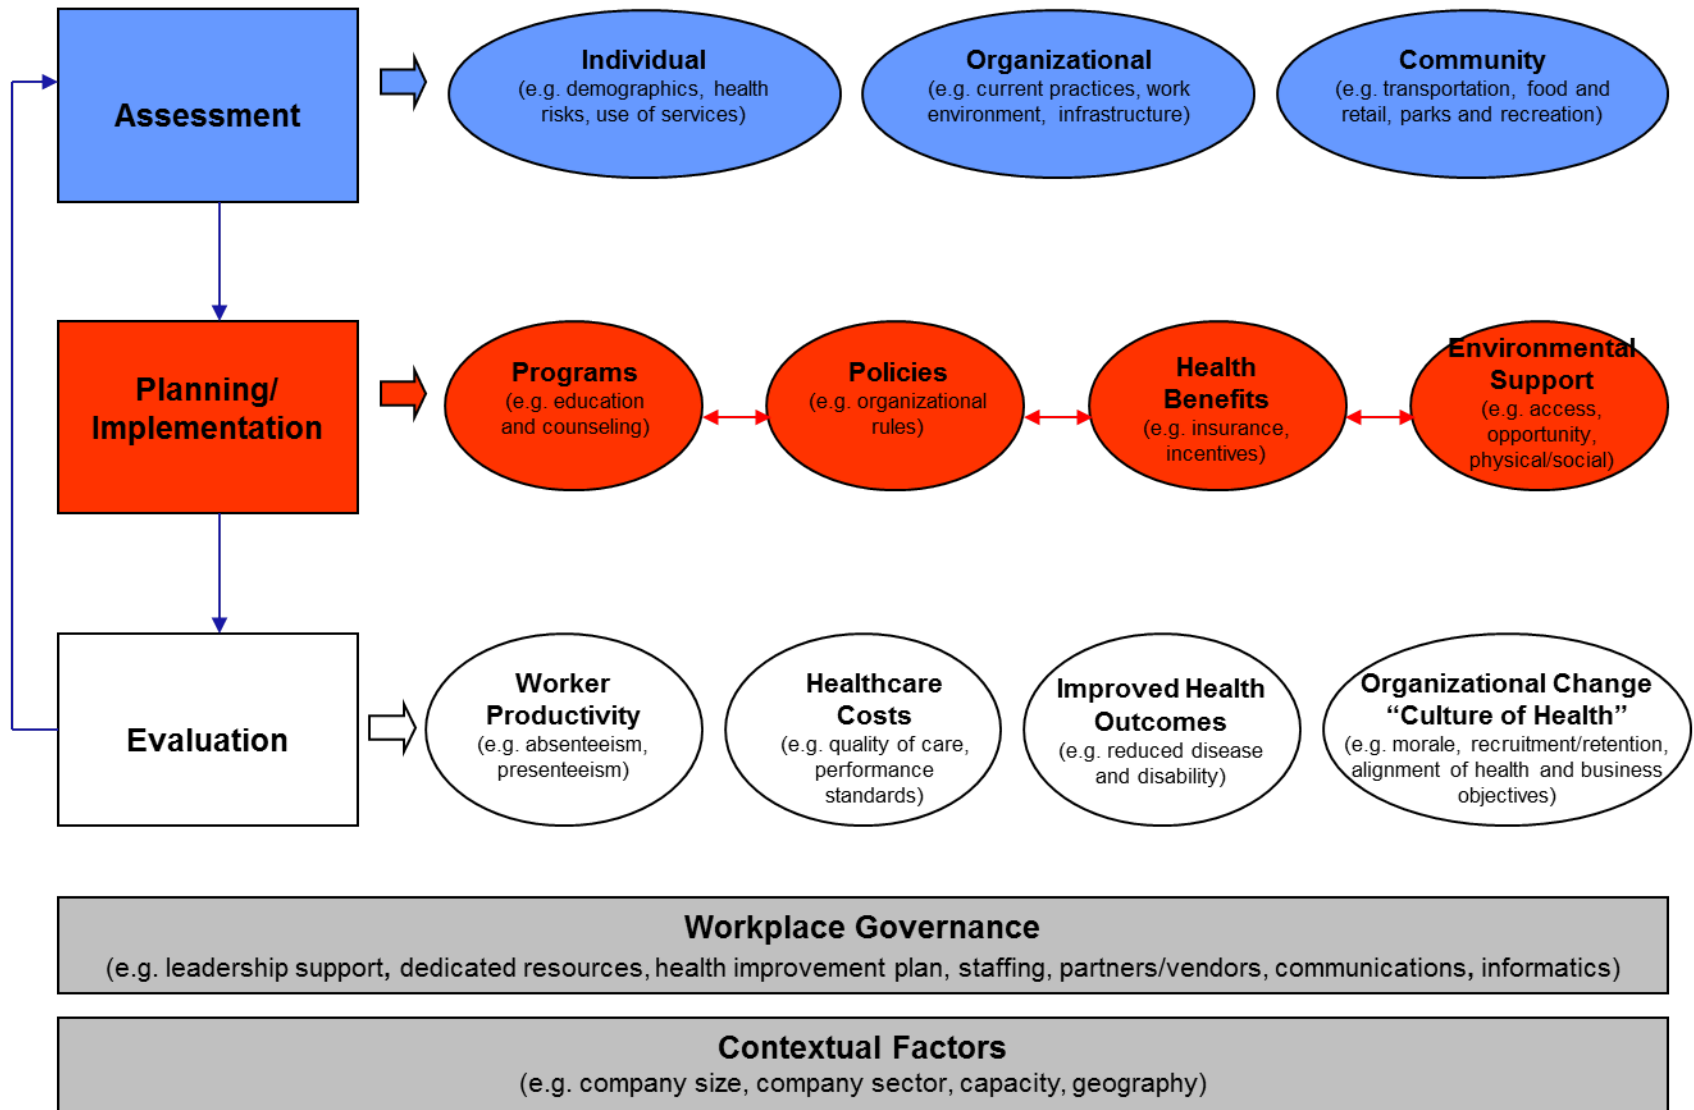 Assessment
Individual
(e.g. demographics, health
risks, use of services)
Organizational
(e.g. current practices, work
environment, infrastructure)
Community
(e.g. transportation, food and
retail, parks and recreation)
Planning/
Implementation
Programs
(e.g. education
and counseling)
Policies
(e.g. organizational
rules)
Health
Benefits
(e.g. insurance,
incentives)
Environmental
Support
(e.g. access,
opportunity,
physical/social)
Evaluation
Worker
Productivity
(e.g. absenteeism,
presenteeism)
Healthcare
Costs
(e.g. quality of care,
performance
standards)
Improved Health
Outcomes
(e.g. reduced disease
and disability)
Organizational Change
“Culture of Health”
(e.g. morale, recruitment/retention,
alignment of health and business
objectives)
Workplace Governance
(e.g. leadership support, dedicated resources, health improvement plan, staffing, partners/vendors, communications, informatics)
Contextual Factors
(e.g. company size, company sector, capacity, geography)